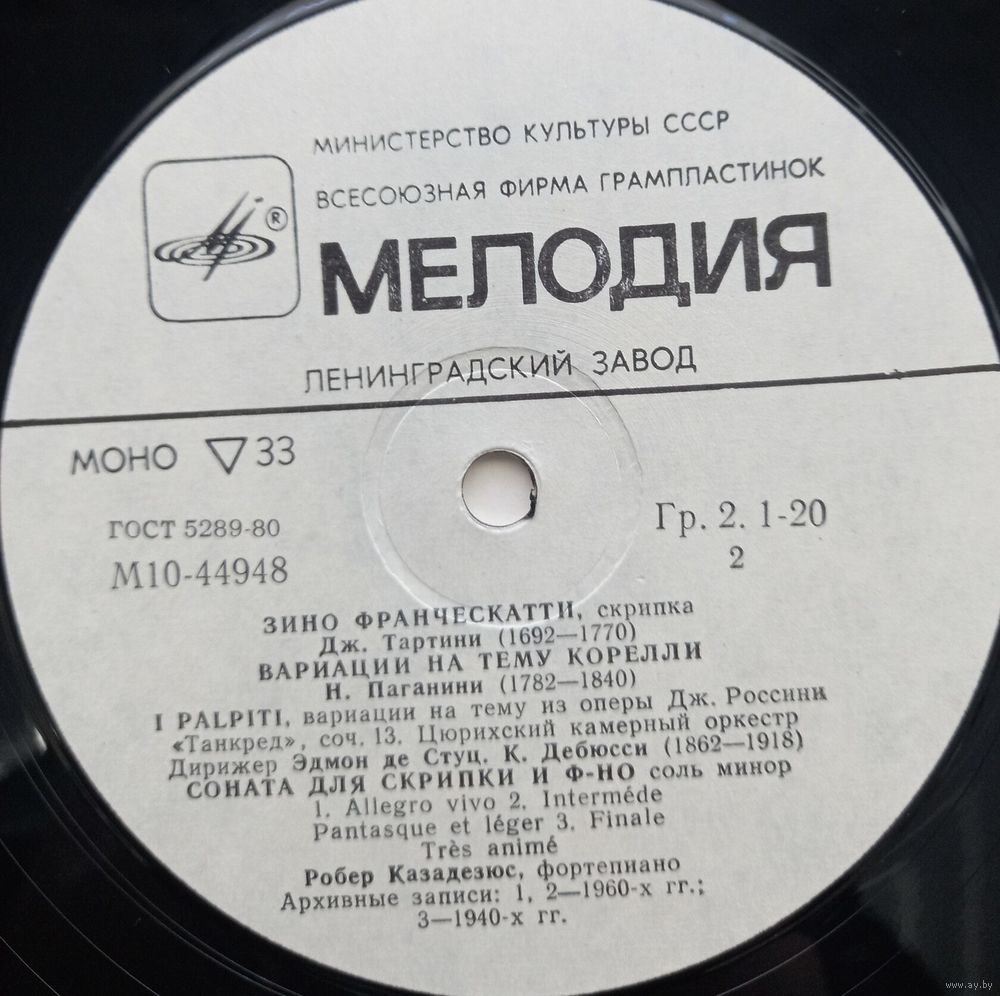 МИНИСТЕРСТВО КУЛЬТУРЫ СССР
ВСЕСОЮЗНАЯ ФИРМА ГРАМПЛАСТИНОК
®
МЕЛОДИЯ
ЛЕНИНГРАДСКИЙ ЗАВОД
МОНО ▽ 33
ГОСТ 5289-80
М10-44948
Гр. 2. 1-20
2
ЗИНО ФРАНЧЕСКАТТИ, скрипка
Дж. Тартини (1692—1770)
ВАРИАЦИИ НА ТЕМУ КОРЕЛЛИ
Н. Паганини (1782—1840)
I PALPITI, вариации на тему из оперы Дж. Россини
«Танкред», соч. 13. Цюрихский камерный оркестр
Дирижер Эдмон де Стуц. К. Дебюсси (1862—1918)
СОНАТА ДЛЯ СКРИПКИ И Ф-НО соль минор
1. Allegro vivo 2. Interméde
Pantasque et léger 3. Finale
Très animé
Робер Казадезюс, фортепиано
Архивные записи: 1, 2—1960-х гг.;
3—1940-х гг.
www.ay.by